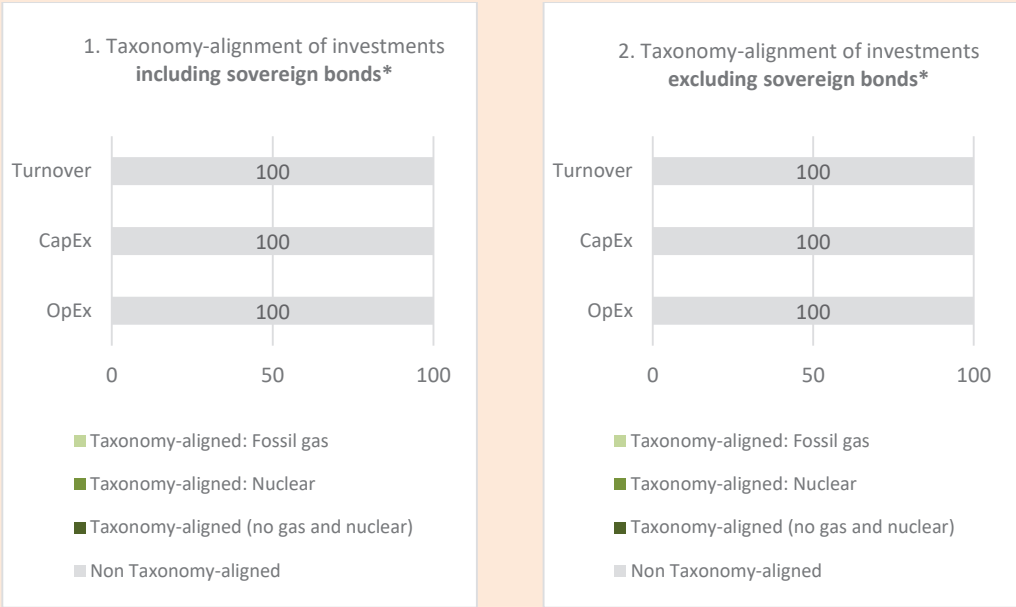 1. Taxonomy-alignment of investments
including sovereign bonds*
Turnover
100
CapEx
100
OpEx
100
0 50 100
Taxonomy-aligned: Fossil gas
Taxonomy-aligned: Nuclear
Taxonomy-aligned (no gas and nuclear)
Non Taxonomy-aligned
2. Taxonomy-alignment of investments
excluding sovereign bonds*
Turnover
100
CapEx
100
OpEx
100
0 50 100
Taxonomy-aligned: Fossil gas
Taxonomy-aligned: Nuclear
Taxonomy-aligned (no gas and nuclear)
Non Taxonomy-aligned